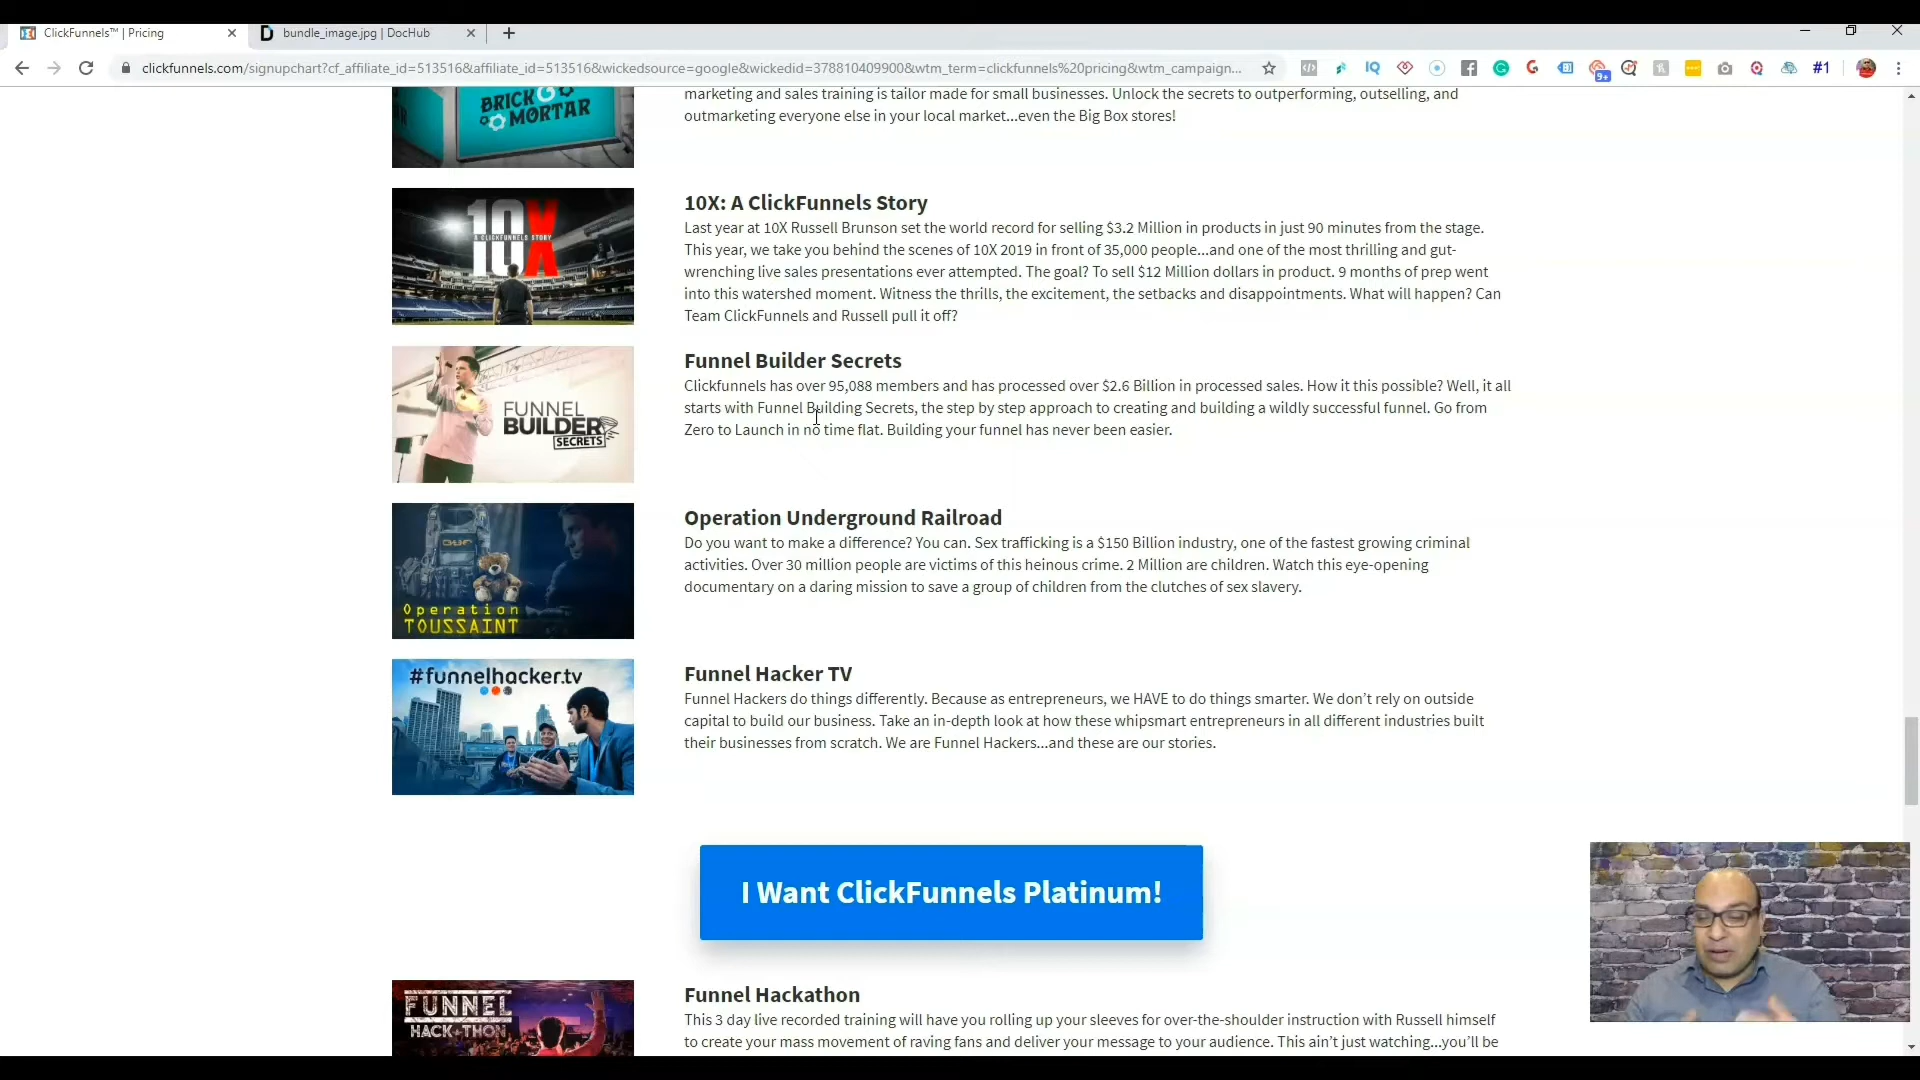 ClickFunnels™ | Pricing
bundle_image.jpg | DocHub
clickfunnels.com/signupchart?cf_affiliate_id=513516&affiliate_id=513516&wickedsource=google&wickedid=378810409900&wtm_term=clickfunnels%20pricing&wtm_campaign...
IQ
9+
#1
BRICK
MORTAR
marketing and sales training is tailor made for small businesses. Unlock the secrets to outperforming, outselling, and
outmarketing everyone else in your local market...even the Big Box stores!
10X
A CLICKFUNNELS STORY
10X: A ClickFunnels Story
Last year at 10X Russell Brunson set the world record for selling $3.2 Million in products in just 90 minutes from the stage.
This year, we take you behind the scenes of 10X 2019 in front of 35,000 people...and one of the most thrilling and gut-
wrenching live sales presentations ever attempted. The goal? To sell $12 Million dollars in product. 9 months of prep went
into this watershed moment. Witness the thrills, the excitement, the setbacks and disappointments. What will happen? Can
Team ClickFunnels and Russell pull it off?
FUNNEL
BUILDER
SECRETS
Funnel Builder Secrets
Clickfunnels has over 95,088 members and has processed over $2.6 Billion in processed sales. How it this possible? Well, it all
starts with Funnel Building Secrets, the step by step approach to creating and building a wildly successful funnel. Go from
Zero to Launch in no time flat. Building your funnel has never been easier.
Operation
TOUSSAINT
Operation Underground Railroad
Do you want to make a difference? You can. Sex trafficking is a $150 Billion industry, one of the fastest growing criminal
activities. Over 30 million people are victims of this heinous crime. 2 Million are children. Watch this eye-opening
documentary on a daring mission to save a group of children from the clutches of sex slavery.
#funnelhacker.tv
Funnel Hacker TV
Funnel Hackers do things differently. Because as entrepreneurs, we HAVE to do things smarter. We don’t rely on outside
capital to build our business. Take an in-depth look at how these whipsmart entrepreneurs in all different industries built
their businesses from scratch. We are Funnel Hackers...and these are our stories.
I Want ClickFunnels Platinum!
FUNNEL
HACK-THON
Funnel Hackathon
This 3 day live recorded training will have you rolling up your sleeves for over-the-shoulder instruction with Russell himself
to create your mass movement of raving fans and deliver your message to your audience. This ain’t just watching...you’ll be